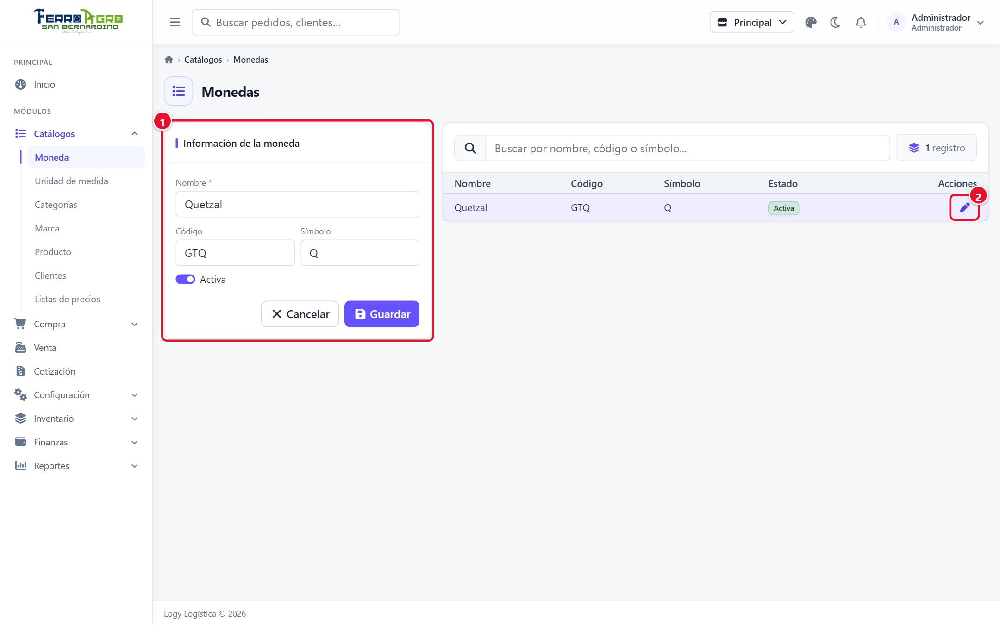 FERRO AGRO
SAN BERNARDINO
Buscar pedidos, clientes...
Principal
A
Administrador
Administrador
PRINCIPAL
Inicio
MÓDULOS
Catálogos
Moneda
Unidad de medida
Categorías
Marca
Producto
Clientes
Listas de precios
Compra
Venta
Cotización
Configuración
Inventario
Finanzas
Reportes
› Catálogos › Monedas
Monedas
1
Información de la moneda
Nombre *
Quetzal
Código
Símbolo
GTQ
Q
Activa
Cancelar
Guardar
Buscar por nombre, código o símbolo...
1 registro
Nombre Código Símbolo Estado Acciones
2
Quetzal GTQ Q Activa
Logy Logística © 2026